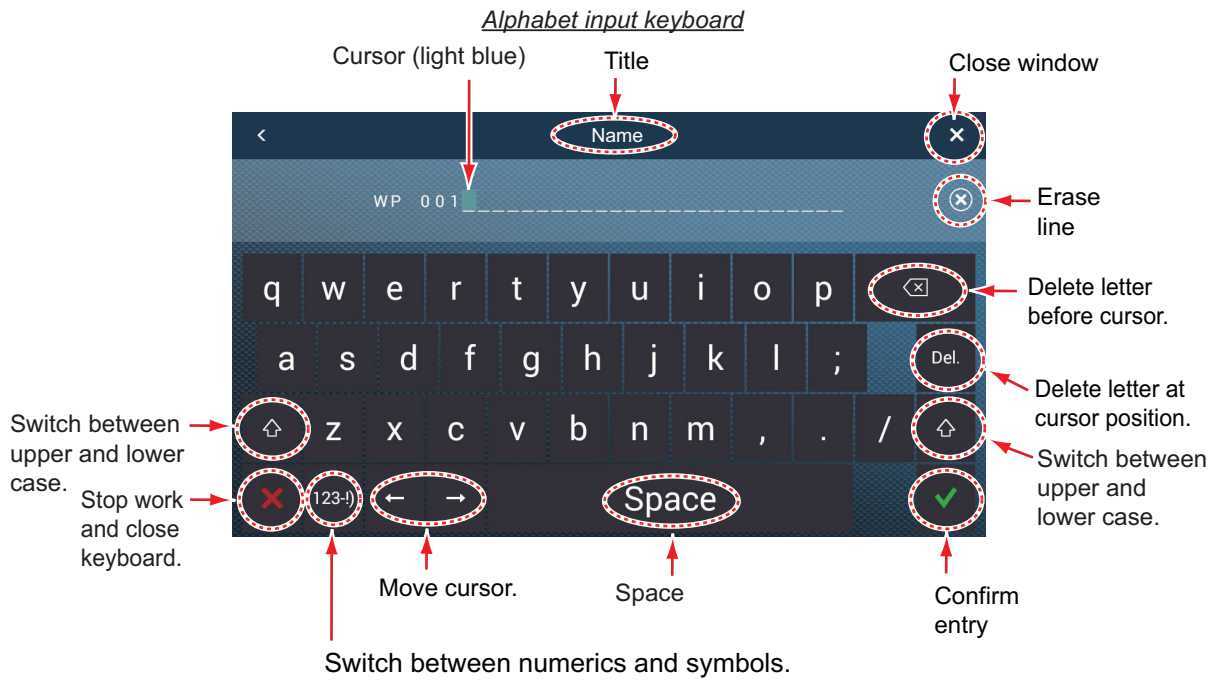 Alphabet input keyboard
Cursor (light blue)
Title
Close window
< Name ×
WP 001
Erase
line
q w e r t y u i o p
Delete letter
before cursor.
a s d f g h j k l ; Del.
Delete letter at
cursor position.
Switch between
upper and lower
case.
z x c v b n m , . /
Switch between
upper and
lower case.
Stop work
and close
keyboard.
123-!) ← → Space
Move cursor.
Space
Confirm
entry
Switch between numerics and symbols.